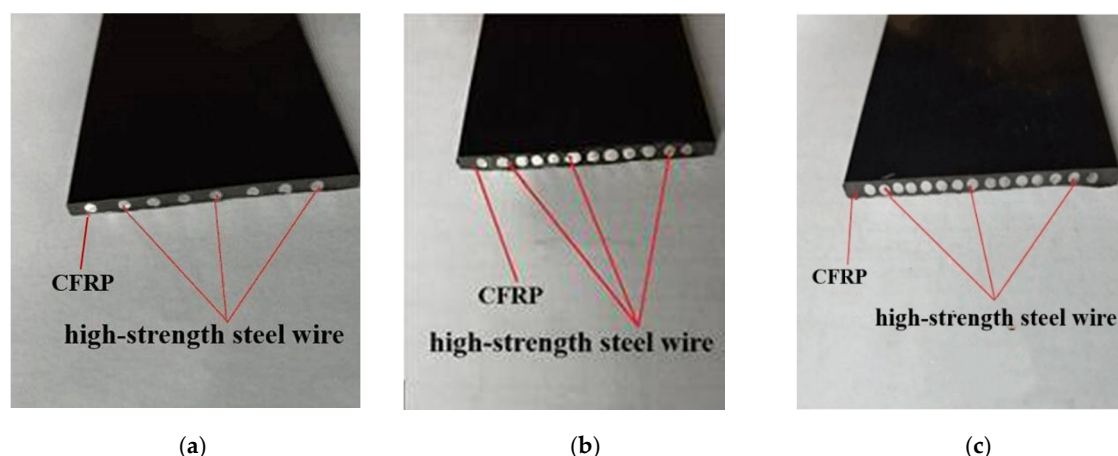 CFRP
high-strength steel wire
CFRP
high-strength steel wire
CFRP
high-strength steel wire
(a)
(b)
(c)